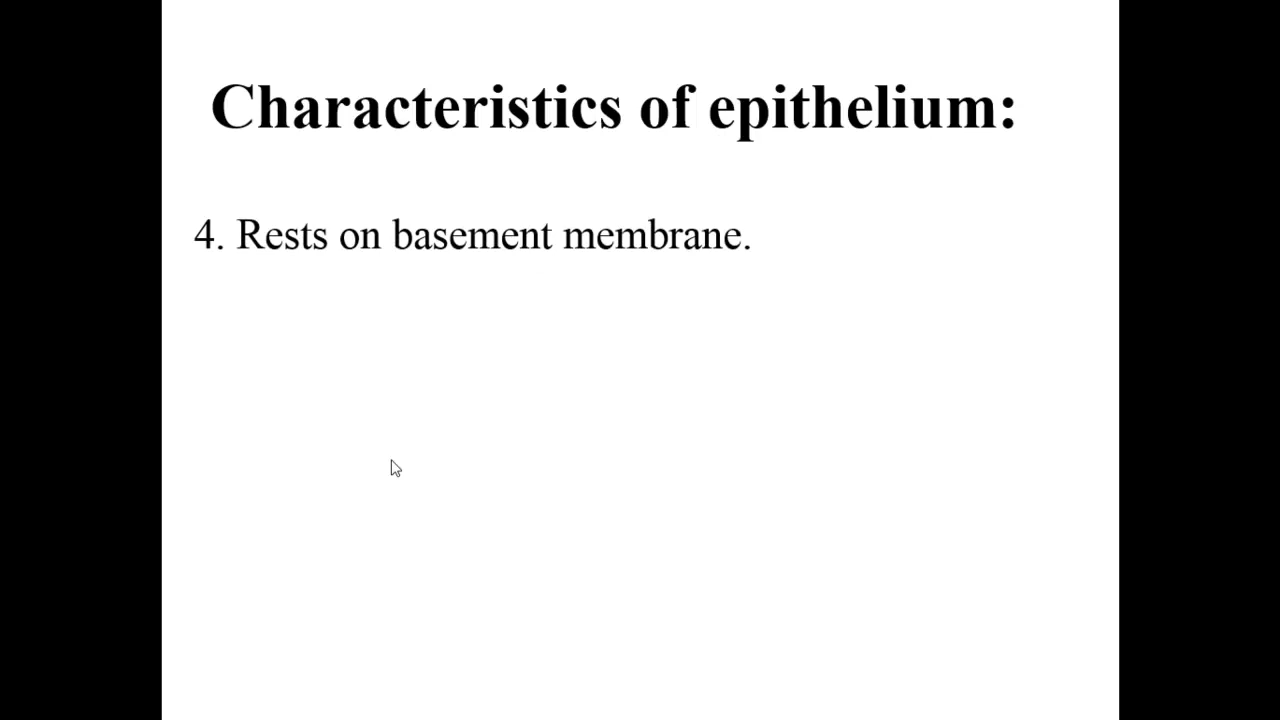 Characteristics of epithelium:
4. Rests on basement membrane.